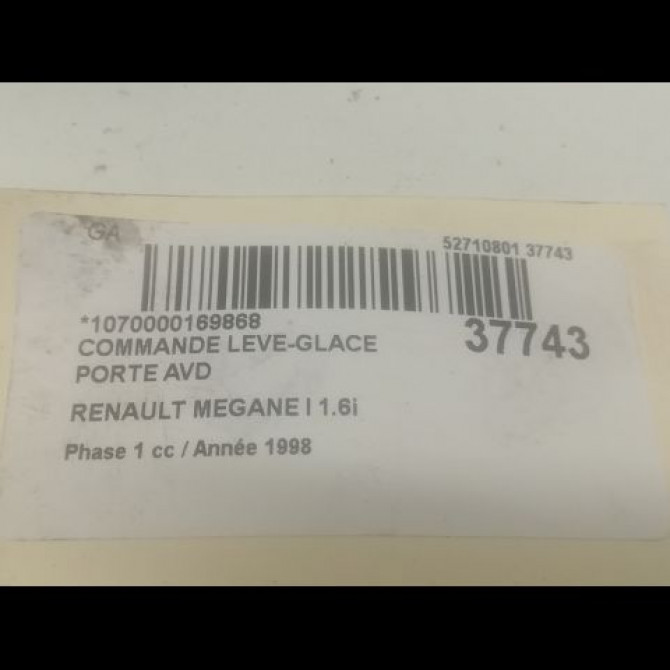 GA
52710801 37743
*1070000169868
37743
COMMANDE LEVE-GLACE
PORTE AVD
RENAULT MEGANE I 1.6i
Phase 1 cc / Année 1998